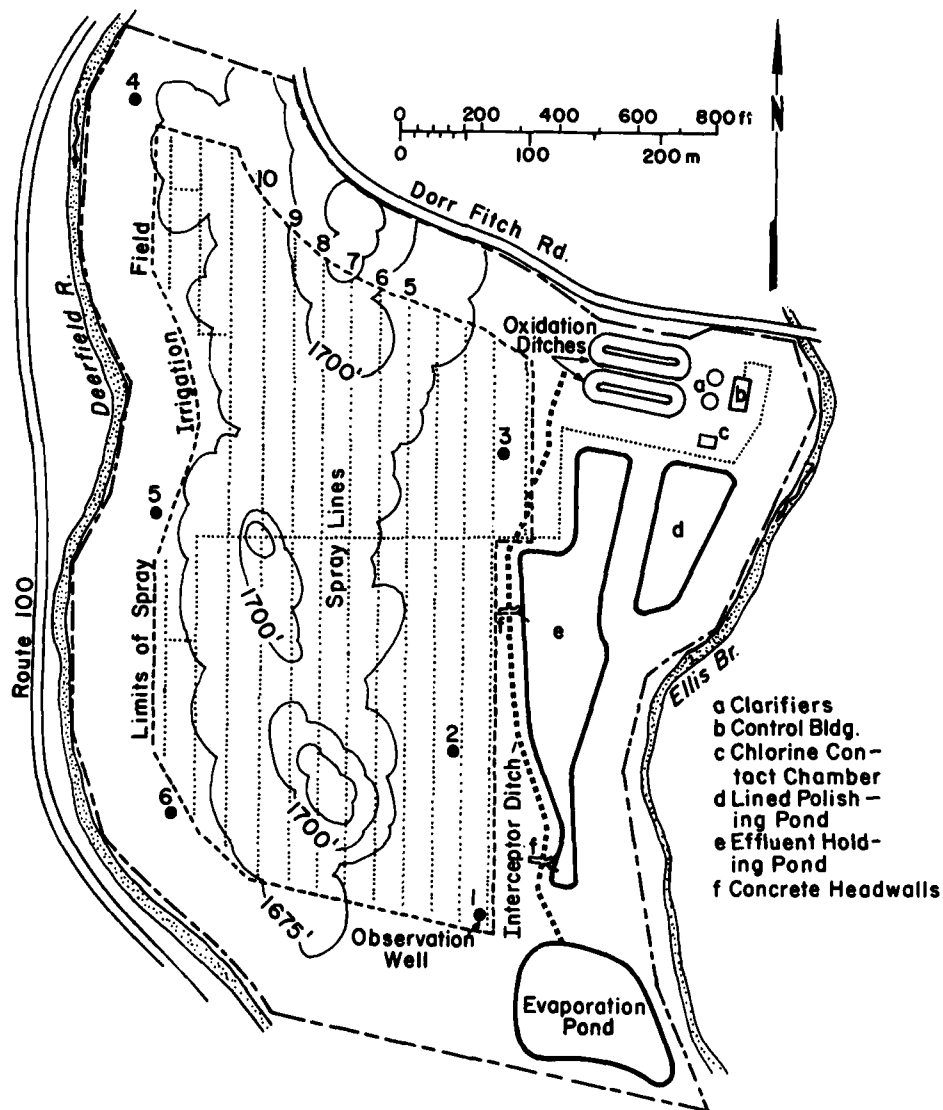 4
200 400 600 800 ft
0
0 100 200 m
N
Dorr Fitch Rd.
10
9
8
7
6
5
Field
Irrigation
Limits of Spray
Deerfield R.
Route 100
1700'
Oxidation
Ditches
a
b
c
3
5
Spray Lines
d
1700'
f
e
Ellis Br.
2
6
1700'
Interceptor Ditch
f
1675'
1
Observation
Well
Evaporation
Pond
a Clarifiers
b Control Bldg.
c Chlorine Con-
tact Chamber
d Lined Polish-
ing Pond
e Effluent Hold-
ing Pond
f Concrete Headwalls